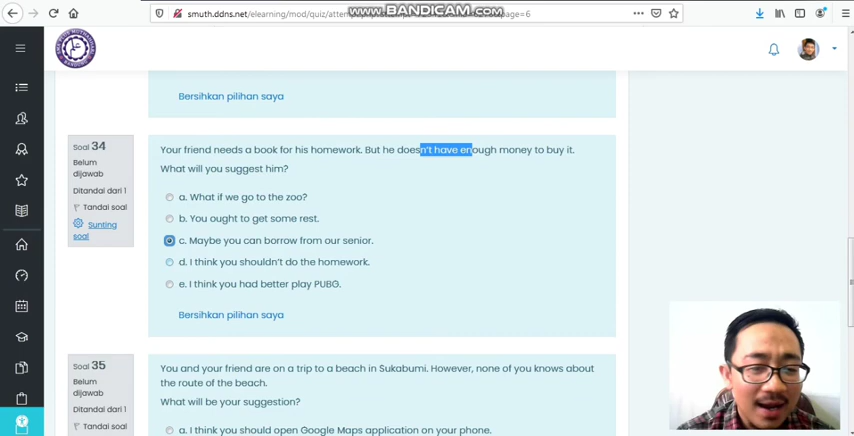 www.BANDICAM.com
smuth.ddns.net/elearning/mod/quiz/attempt
page=6
Bersihkan pilihan saya
Soal 34
Belum
dijawab
Ditandai dari 1
Tandai soal
Sunting
soal
Your friend needs a book for his homework. But he doesn't have enough money to buy it.
What will you suggest him?
a. What if we go to the zoo?
b. You ought to get some rest.
c. Maybe you can borrow from our senior.
d. I think you shouldn't do the homework.
e. I think you had better play PUBG.
Bersihkan pilihan saya
Soal 35
Belum
dijawab
Ditandai dari 1
Tandai soal
You and your friend are on a trip to a beach in Sukabumi. However, none of you knows about
the route of the beach.
What will be your suggestion?
a. I think you should open Google Maps application on your phone.